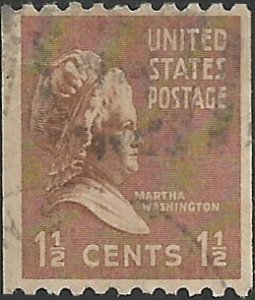 UNITED
STATES
POSTAGE
MARTHA
WASHINGTON
1½ CENTS 1½